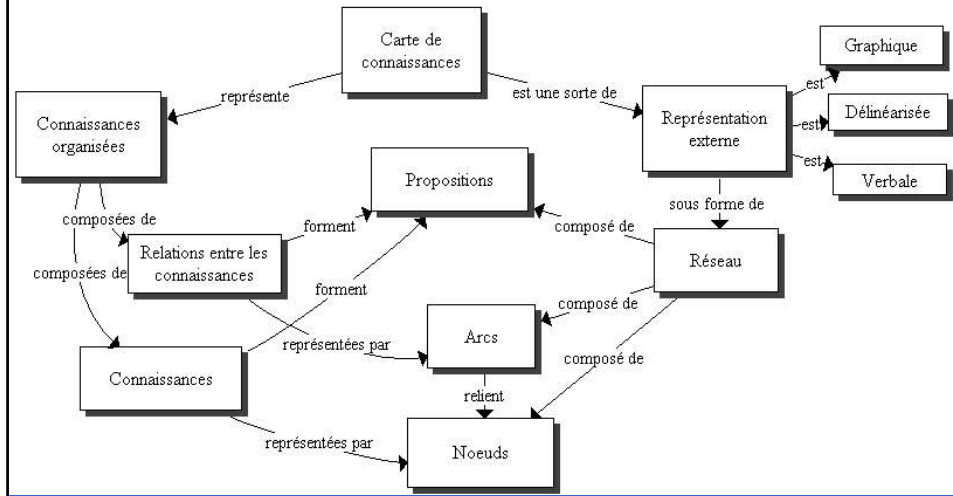 Carte de
connaissances
Graphique
représente
est une sorte de
est
Connaissances
organisées
Représentation
externe
est
Délinéarisée
est
Verbale
Propositions
composées de
forment
sous forme de
composé de
Relations entre les
connaissances
Réseau
composées de
forment
composé de
Arcs
représentées par
composé de
Connaissances
relient
représentées par
Noeuds